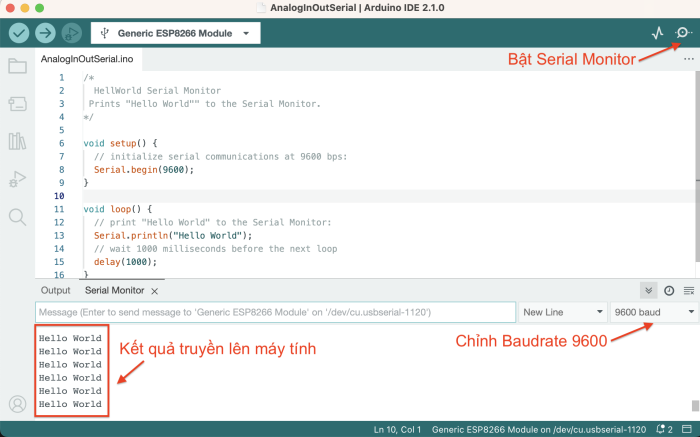 AnalogInOutSerial | Arduino IDE 2.1.0
Generic ESP8266 Module
Bật Serial Monitor
AnalogInOutSerial.ino
1 /*
2 HellWorld Serial Monitor
3 Prints "Hello World"" to the Serial Monitor.
4 */
5
6 void setup() {
7 // initialize serial communications at 9600 bps:
8 Serial.begin(9600);
9 }
10
11 void loop() {
12 // print "Hello World" to the Serial Monitor:
13 Serial.println("Hello World");
14 // wait 1000 milliseconds before the next loop
15 delay(1000);
16 }
Output Serial Monitor
Message (Enter to send message to 'Generic ESP8266 Module' on '/dev/cu.usbserial-1120') New Line 9600 baud
Hello World
Hello World
Hello World
Hello World
Hello World
Hello World
Kết quả truyền lên máy tính
Chỉnh Baudrate 9600
Ln 10, Col 1 Generic ESP8266 Module on /dev/cu.usbserial-1120 2